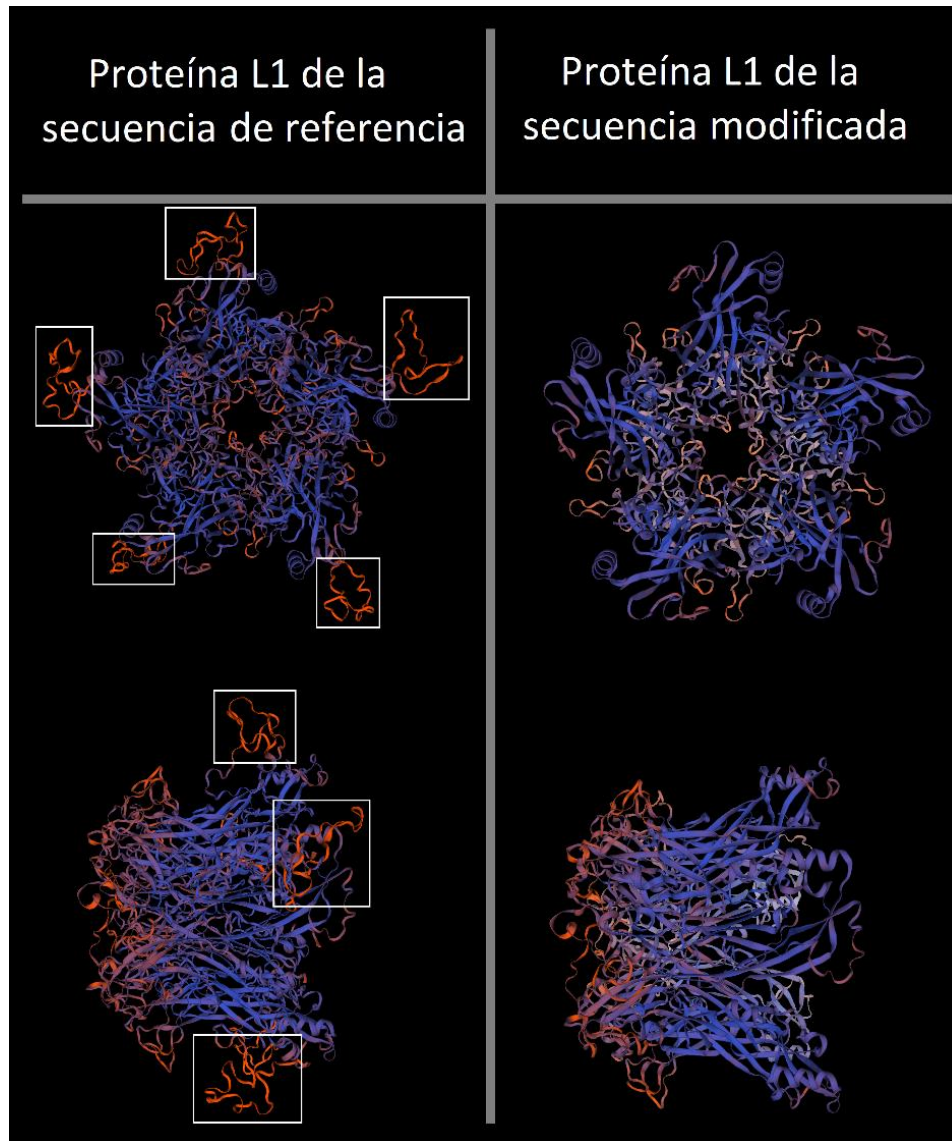 Proteína L1 de la
secuencia de referencia
Proteína L1 de la
secuencia modificada